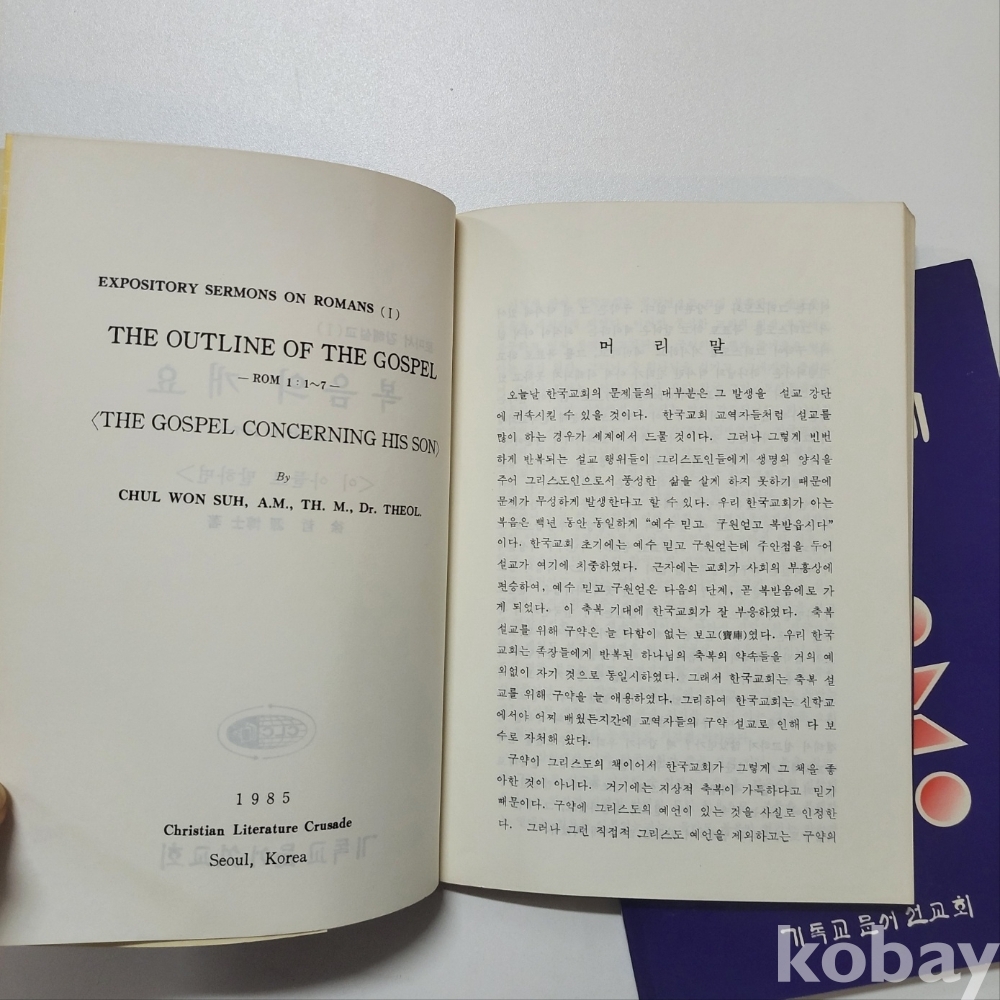 EXPOSITORY SERMONS ON ROMANS (I)
THE OUTLINE OF THE GOSPEL
— ROM 1:1~7 —
〈THE GOSPEL CONCERNING HIS SON〉
By
CHUL WON SUH, A.M., TH. M., Dr. THEOL.
1985
Christian Literature Crusade
Seoul, Korea
머 리 말
오늘날 한국교회의 문제들의 대부분은 그 발생을 설교 강단
에 귀속시킬 수 있을 것이다. 한국교회 교역자들처럼 설교를
많이 하는 경우가 세계에서 드물 것이다. 그러나 그렇게 빈번
하게 반복되는 설교 행위들이 그리스도인들에게 생명의 양식을
주어 그리스도인으로서 풍성한 삶을 살게 하지 못하기 때문에
문제가 무성하게 발생한다고 할 수 있다. 우리 한국교회가 아는
복음은 백년 동안 동일하게 “예수 믿고 구원얻고 복받읍시다”
이다. 한국교회 초기에는 예수 믿고 구원얻는데 주안점을 두어
설교가 여기에 치중하였다. 근자에는 교회가 사회의 부흥상에
편승하여, 예수 믿고 구원얻은 다음의 단계, 곧 복받음에로 가
게 되었다. 이 축복 기대에 한국교회가 잘 부응하였다. 축복
설교를 위해 구약은 늘 다함이 없는 보고(寶庫)였다. 우리 한국
교회는 족장들에게 반복된 하나님의 축복의 약속들을 거의 예
외없이 자기 것으로 동일시하였다. 그래서 한국교회는 축복 설
교를 위해 구약을 늘 애용하였다. 그리하여 한국교회는 신학교
에서야 어찌 배웠든지간에 교역자들의 구약 설교로 인해 다 보
수로 자처해 왔다.
구약이 그리스도의 책이어서 한국교회가 그렇게 그 책을 좋
아한 것이 아니다. 거기에는 지상적 축복이 가득하다고 믿기
때문이다. 구약에 그리스도의 예언이 있는 것을 사실로 인정한
다. 그러나 그런 직접적 그리스도 예언을 제외하고는 구약의
기독교문서선교회
kobay